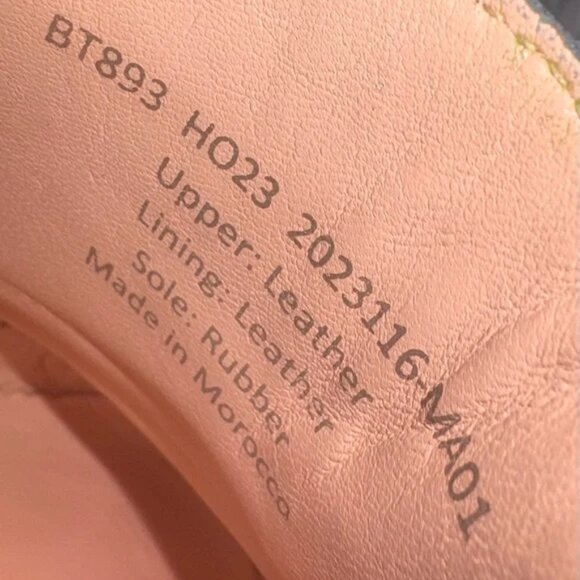 BT893 HO23 2023116-MA01
Upper: Leather
Lining: Leather
Sole: Rubber
Made in Morocco